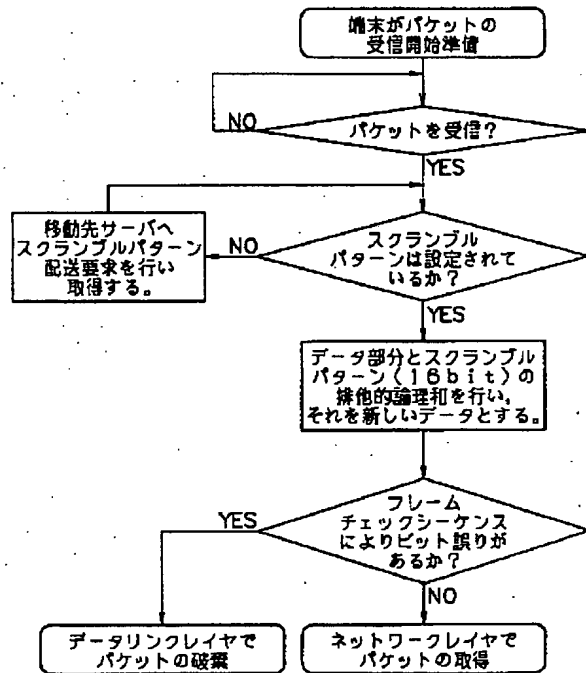 端末がパケットの
受信開始準備
NO
パケットを受信？
YES
移動先サーバへ
スクランブルパターン
配送要求を行い
取得する。
NO
スクランブル
パターンは設定されて
いるか？
YES
データ部分とスクランブル
パターン（１６ｂｉｔ）の
排他的論理和を行い，
それを新しいデータとする。
YES
フレーム
チェックシーケンス
によりビット誤りが
あるか？
NO
データリンクレイヤで
パケットの破棄
ネットワークレイヤで
パケットの取得